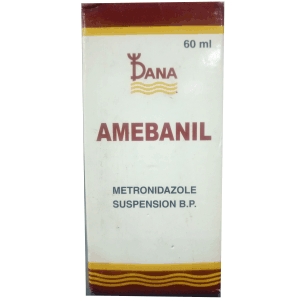 60 ml
DANA
AMEBANIL
METRONIDAZOLE
SUSPENSION B.P.